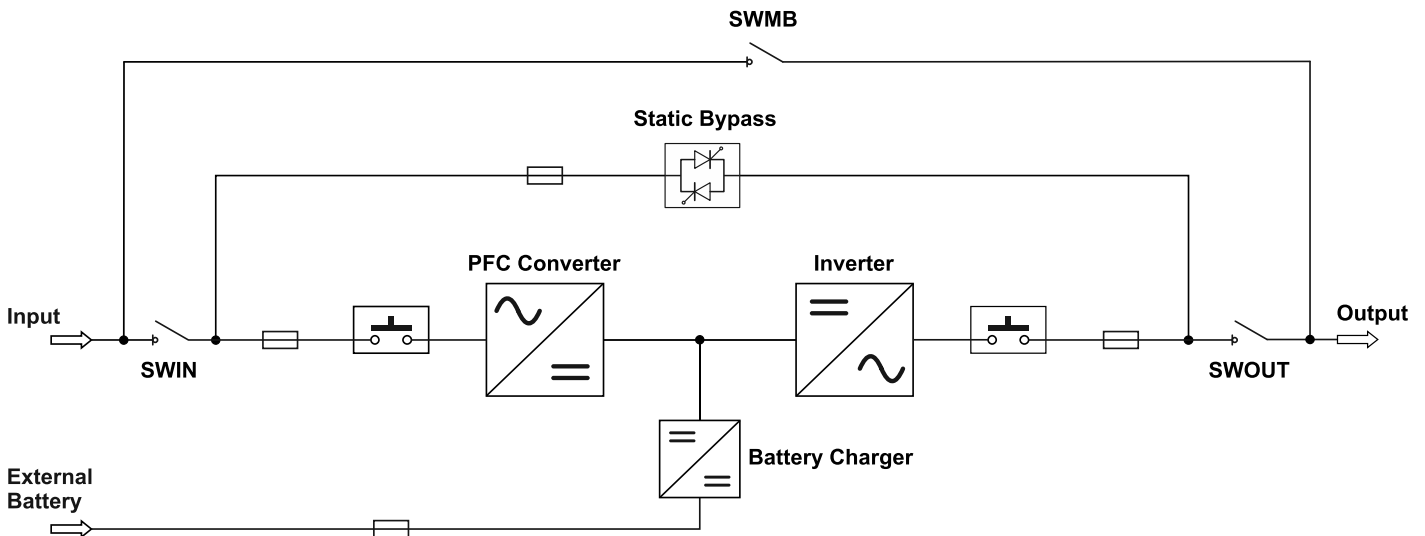 SWMB
Static Bypass
PFC Converter
Inverter
Input
Output
SWIN
SWOUT
External
Battery
Battery Charger